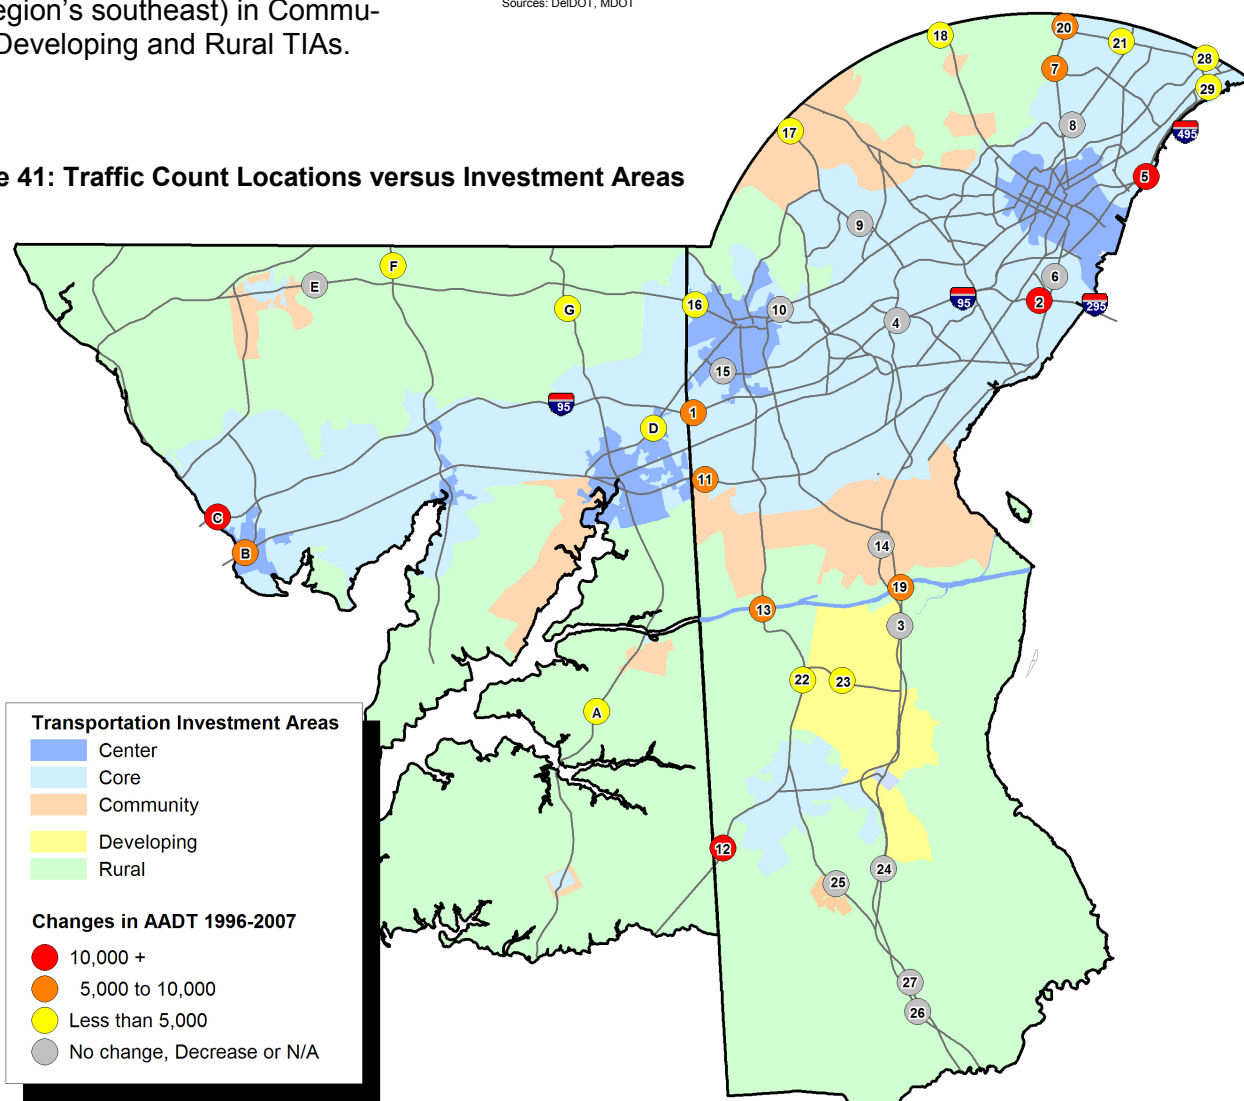 egion's southeast) in Commu-
Developing and Rural TIAs.
Sources: DelDOT, MDOT
e 41: Traffic Count Locations versus Investment Areas
18
20
21
7
28
29
8
17
495
5
9
F
E
6
G
16
10
95
2
295
4
15
95
1
D
11
C
B
14
19
13
3
22
23
A
12
25
24
27
26
Transportation Investment Areas
Center
Core
Community
Developing
Rural
Changes in AADT 1996-2007
10,000 +
5,000 to 10,000
Less than 5,000
No change, Decrease or N/A